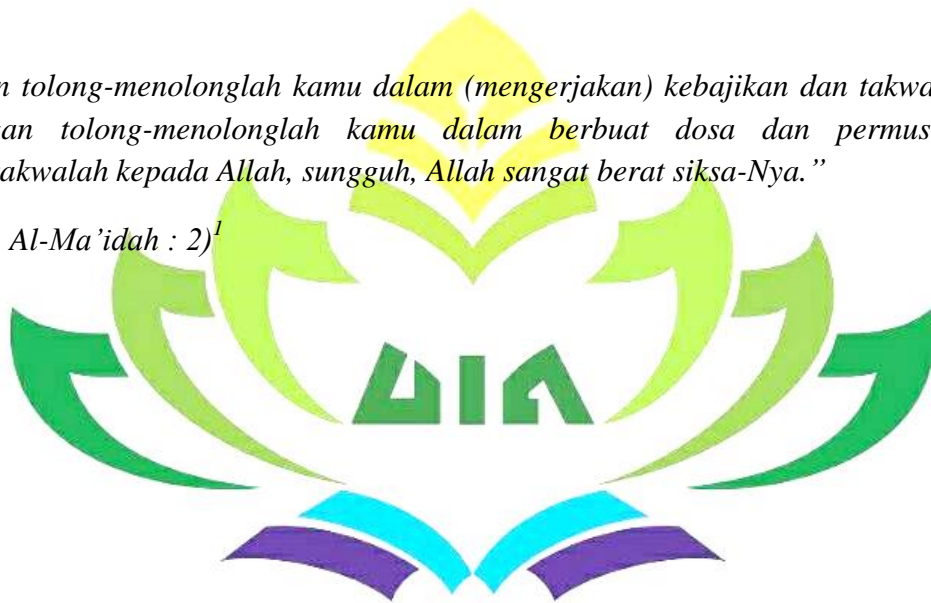 n tolong-menolonglah kamu dalam (mengerjakan) kebajikan dan takwa
an tolong-menolonglah kamu dalam berbuat dosa dan permus
akwalah kepada Allah, sungguh, Allah sangat berat siksa-Nya.”
Al-Ma’idah : 2)1
UIN